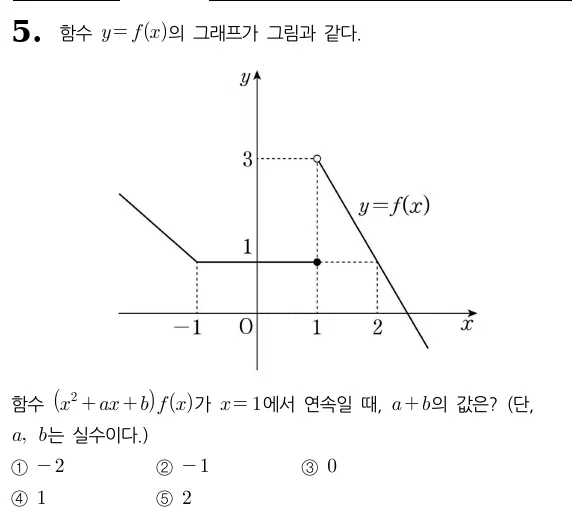 5. 함수 y=f(x)의 그래프가 그림과 같다.
y
3
y=f(x)
1
-1 O 1 2 x
함수 (x²+ax+b)f(x)가 x=1에서 연속일 때, a+b의 값은? (단,
a, b는 실수이다.)
① -2 ② -1 ③ 0
④ 1 ⑤ 2